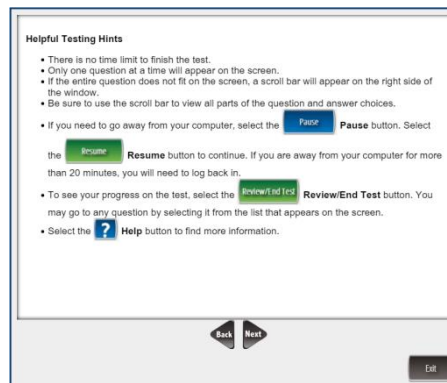 Helpful Testing Hints
• There is no time limit to finish the test.
• Only one question at a time will appear on the screen.
• If the entire question does not fit on the screen, a scroll bar will appear on the right side of
the window.
• Be sure to use the scroll bar to view all parts of the question and answer choices.
• If you need to go away from your computer, select the Pause Pause button. Select
the Resume Resume button to continue. If you are away from your computer for more
than 20 minutes, you will need to log back in.
• To see your progress on the test, select the Review/End Test Review/End Test button. You
may go to any question by selecting it from the list that appears on the screen.
• Select the ? Help button to find more information.
Back Next
Exit